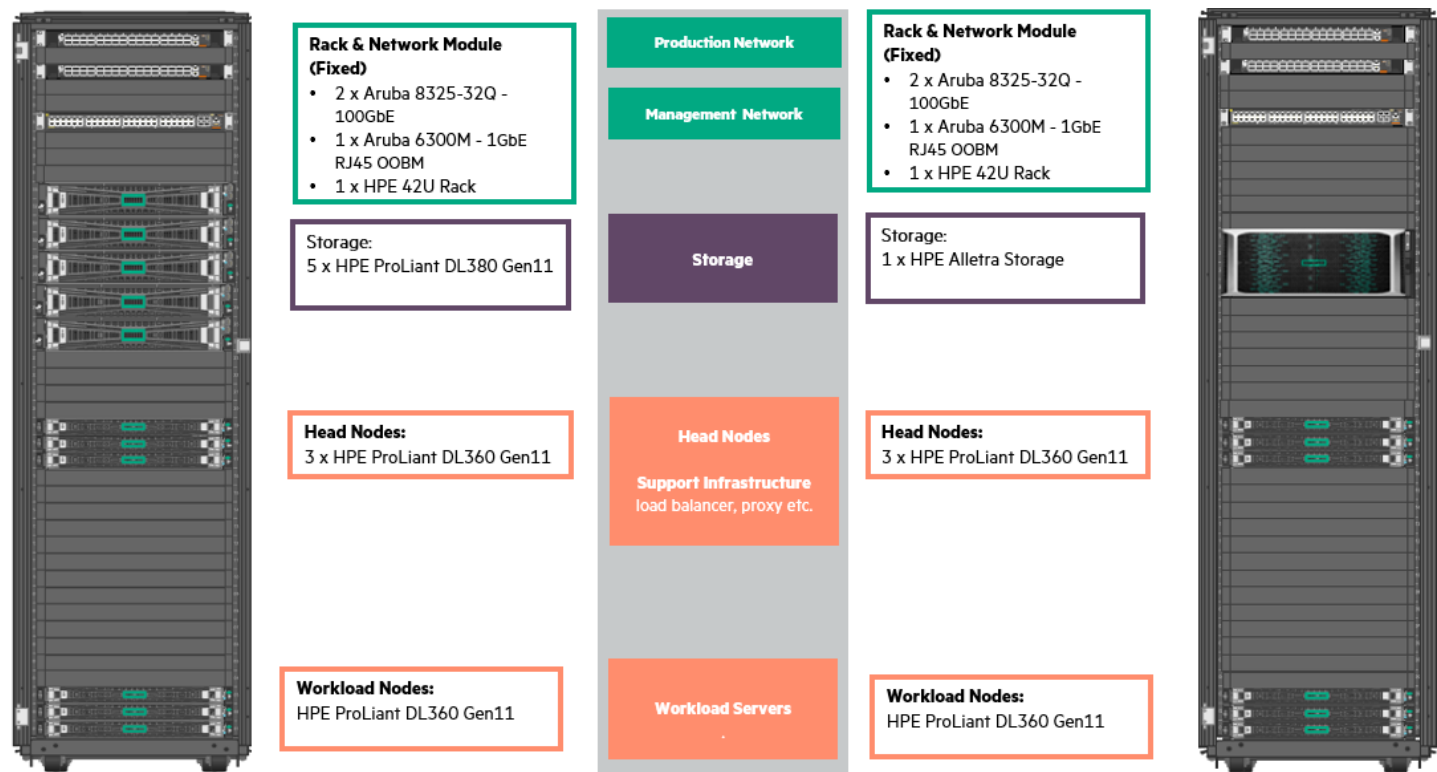 Rack & Network Module
(Fixed)
• 2 x Aruba 8325-32Q -
100GbE
• 1 x Aruba 6300M - 1GbE
RJ45 OOBM
• 1 x HPE 42U Rack
Storage:
5 x HPE ProLiant DL380 Gen11
Head Nodes:
3 x HPE ProLiant DL360 Gen11
Workload Nodes:
HPE ProLiant DL360 Gen11
Production Network
Management Network
Storage
Head Nodes
Support Infrastructure
load balancer, proxy etc.
Workload Servers
.
Rack & Network Module
(Fixed)
• 2 x Aruba 8325-32Q -
100GbE
• 1 x Aruba 6300M - 1GbE
RJ45 OOBM
• 1 x HPE 42U Rack
Storage:
1 x HPE Alletra Storage
Head Nodes:
3 x HPE ProLiant DL360 Gen11
Workload Nodes:
HPE ProLiant DL360 Gen11